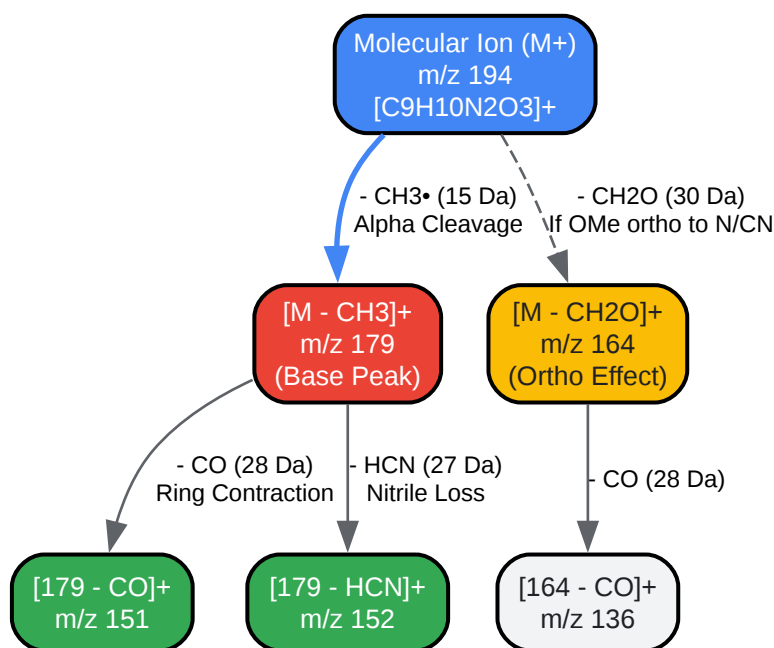 Molecular Ion (M+)
m/z 194
[C9H10N2O3]+
- CH3• (15 Da)
Alpha Cleavage
- CH2O (30 Da)
If OMe ortho to N/CN
[M - CH3]+
m/z 179
(Base Peak)
[M - CH2O]+
m/z 164
(Ortho Effect)
- CO (28 Da)
Ring Contraction
- HCN (27 Da)
Nitrile Loss
- CO (28 Da)
[179 - CO]+
m/z 151
[179 - HCN]+
m/z 152
[164 - CO]+
m/z 136